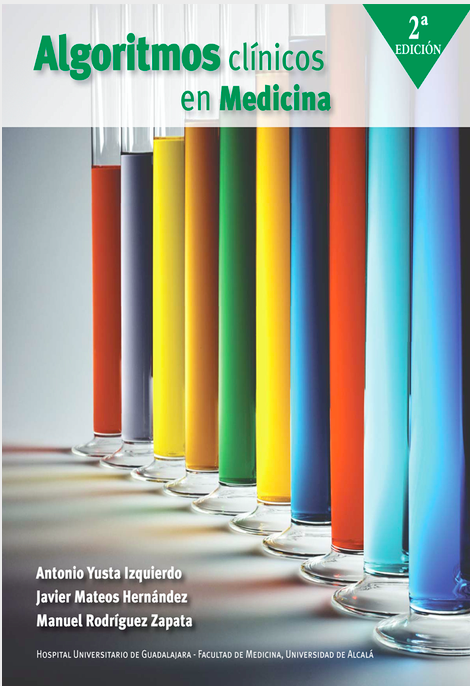 Algoritmos clínicos
en Medicina
2ª
EDICIÓN
Antonio Yusta Izquierdo
Javier Mateos Hernández
Manuel Rodríguez Zapata
HOSPITAL UNIVERSITARIO DE GUADALAJARA - FACULTAD DE MEDICINA, UNIVERSIDAD DE ALCALÁ